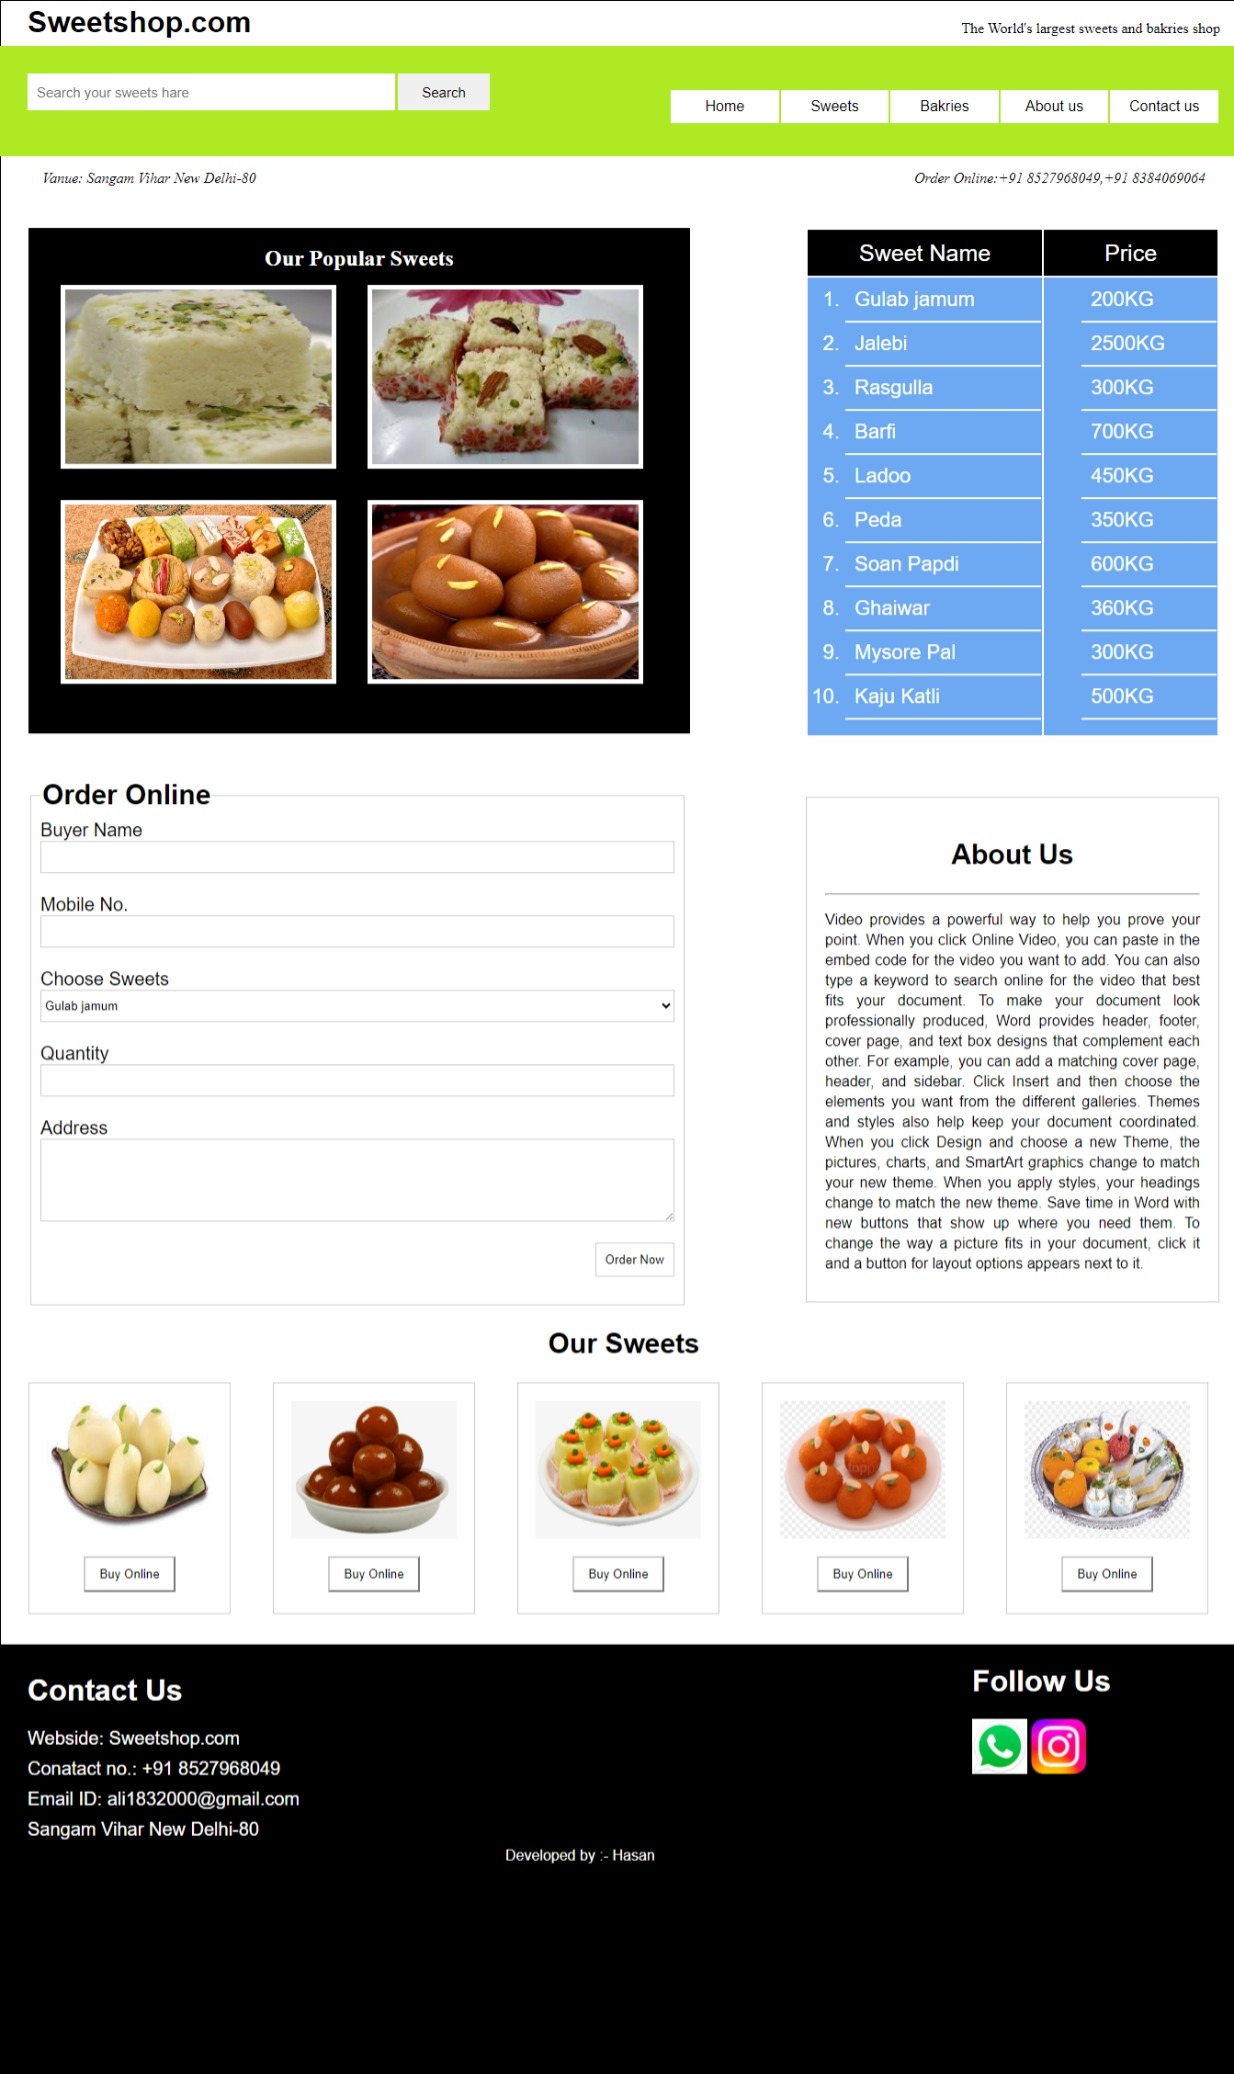 Sweetshop.com
The World's largest sweets and bakries shop
Search your sweets hare
Search
Home
Sweets
Bakries
About us
Contact us
Vanue: Sangam Vihar New Delhi-80
Order Online:+91 8527968049,+91 8384069064
Our Popular Sweets
Sweet Name
Price
1. Gulab jamum
200KG
2. Jalebi
2500KG
3. Rasgulla
300KG
4. Barfi
700KG
5. Ladoo
450KG
6. Peda
350KG
7. Soan Papdi
600KG
8. Ghaiwar
360KG
9. Mysore Pal
300KG
10. Kaju Katli
500KG
Order Online
Buyer Name
Mobile No.
Choose Sweets
Gulab jamum
Quantity
Address
Order Now
About Us
Video provides a powerful way to help you prove your
point. When you click Online Video, you can paste in the
embed code for the video you want to add. You can also
type a keyword to search online for the video that best
fits your document. To make your document look
professionally produced, Word provides header, footer,
cover page, and text box designs that complement each
other. For example, you can add a matching cover page,
header, and sidebar. Click Insert and then choose the
elements you want from the different galleries. Themes
and styles also help keep your document coordinated.
When you click Design and choose a new Theme, the
pictures, charts, and SmartArt graphics change to match
your new theme. When you apply styles, your headings
change to match the new theme. Save time in Word with
new buttons that show up where you need them. To
change the way a picture fits in your document, click it
and a button for layout options appears next to it.
Our Sweets
Buy Online
Buy Online
Buy Online
Buy Online
Buy Online
Contact Us
Webside: Sweetshop.com
Conatact no.: +91 8527968049
Email ID: ali1832000@gmail.com
Sangam Vihar New Delhi-80
Follow Us
Developed by :- Hasan